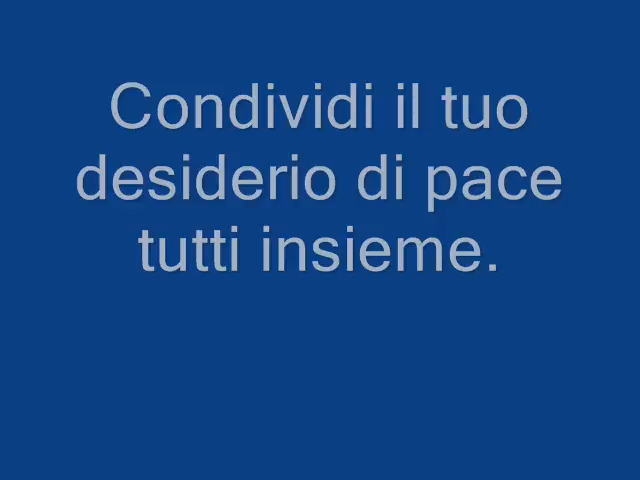 Condividi il tuo
desiderio di pace
tutti insieme.